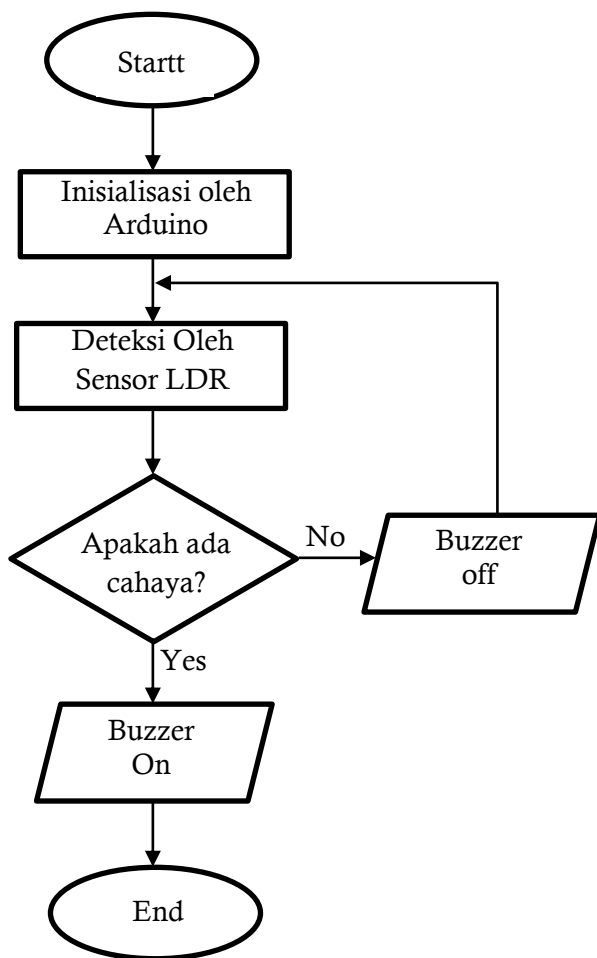 Startt
Inisialisasi oleh
Arduino
Deteksi Oleh
Sensor LDR
Apakah ada
cahaya?
No
Buzzer
off
Yes
Buzzer
On
End